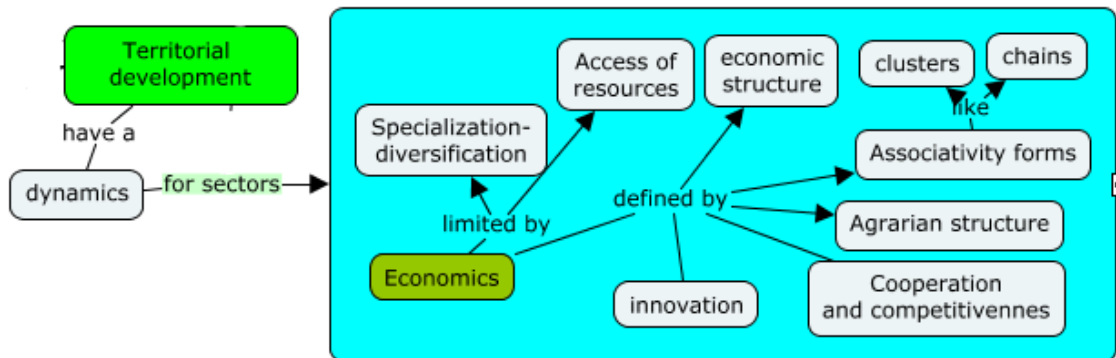 Territorial
development
have a
dynamics
for sectors
Specialization-
diversification
Access of
resources
economic
structure
clusters
chains
like
Associativity forms
limited by
defined by
Agrarian structure
Economics
innovation
Cooperation
and competitivennes